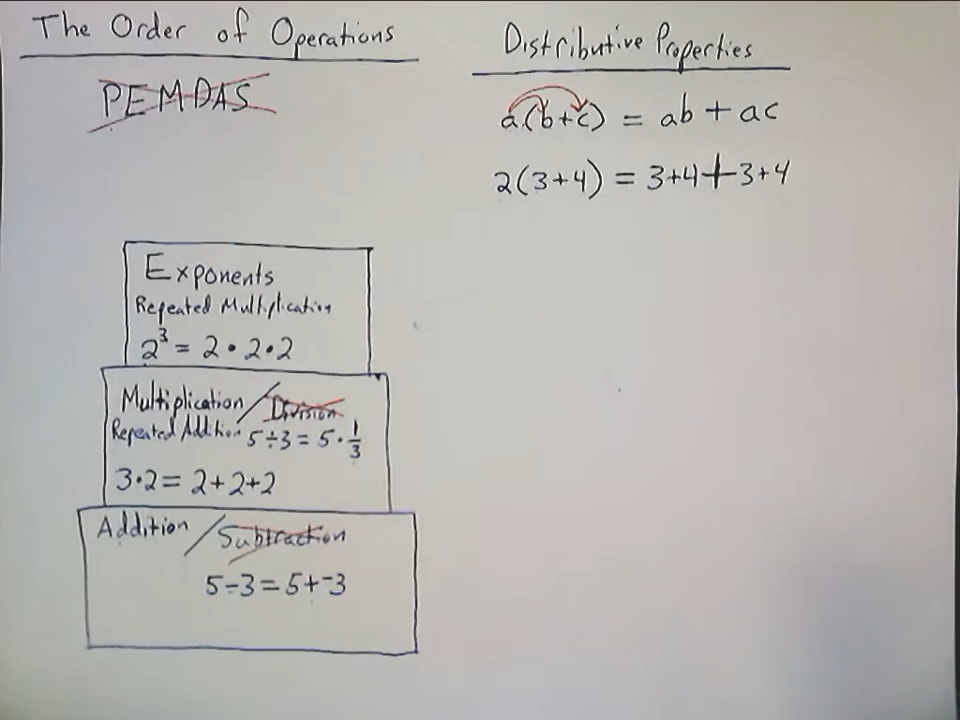 The Order of Operations
PEMDAS
Exponents
Repeated Multiplication
2³ = 2 • 2 • 2
Multiplication / Division
Repeated Addition 5 ÷ 3 = 5 · 1/3
3 • 2 = 2 + 2 + 2
Addition / Subtraction
5 − 3 = 5 + ⁻3
Distributive Properties
a(b+c) = ab + ac
2(3+4) = 3+4 + 3+4